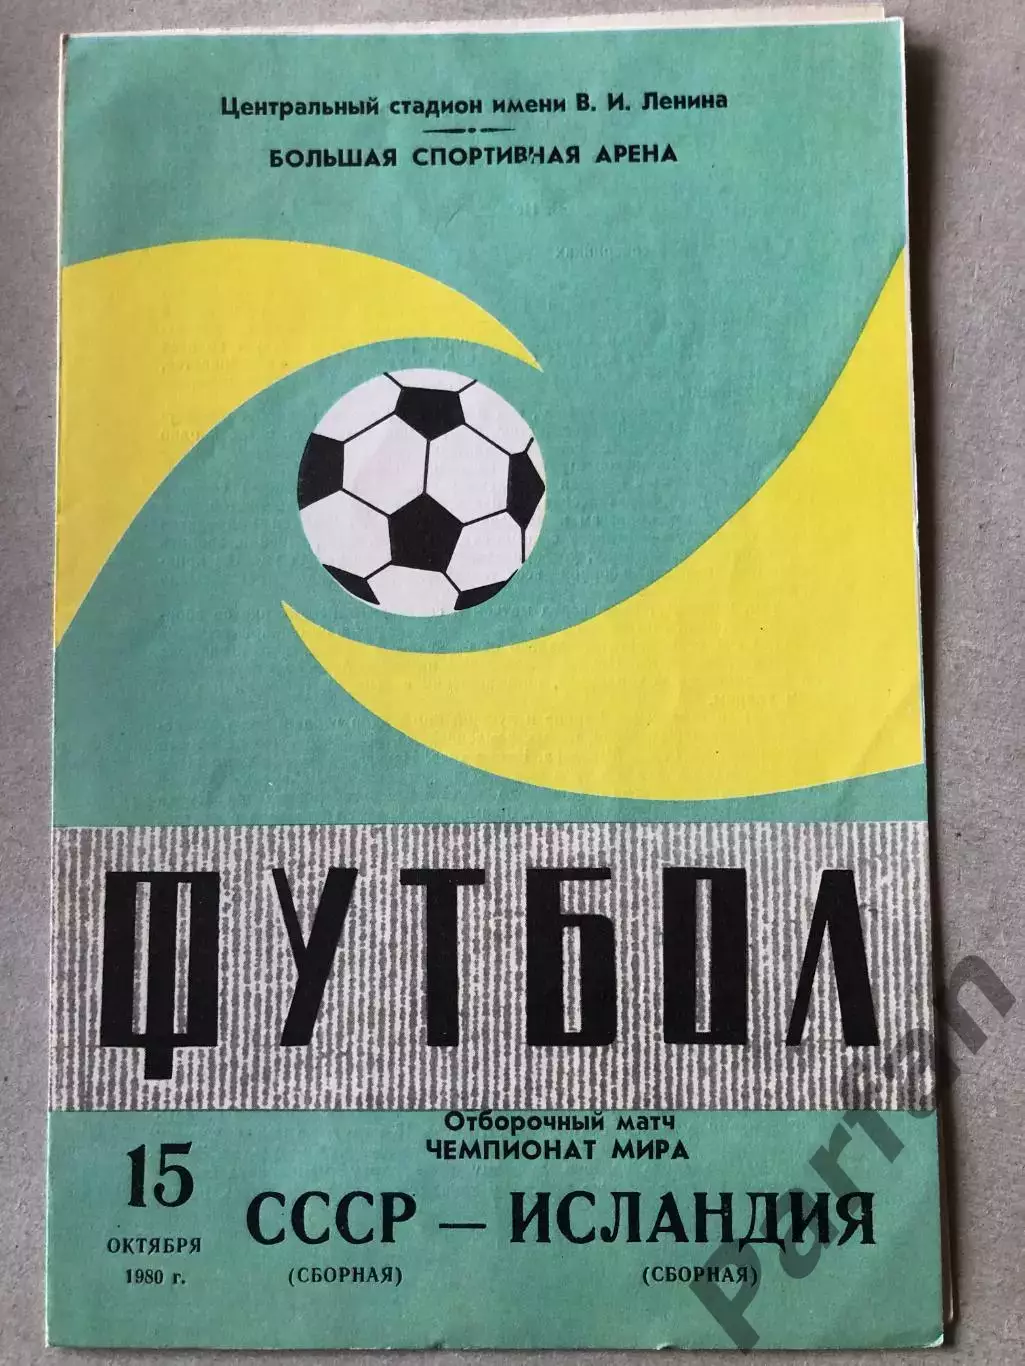 Центральный стадион имени В. И. Ленина
БОЛЬШАЯ СПОРТИВНАЯ АРЕНА
ФУТБОЛ
Отборочный матч
ЧЕМПИОНАТ МИРА
15
ОКТЯБРЯ
1980 г.
СССР — ИСЛАНДИЯ
(СБОРНАЯ) (СБОРНАЯ)
Parfan